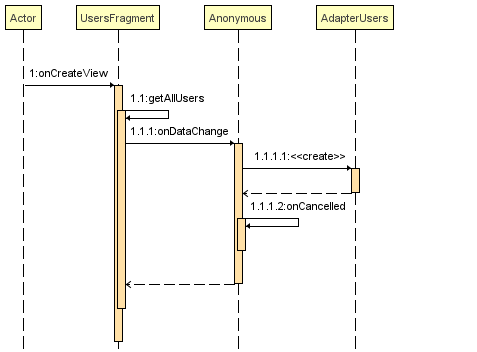 Actor
UsersFragment
Anonymous
AdapterUsers
1:onCreateView
1.1:getAllUsers
1.1.1:onDataChange
1.1.1.1:<<create>>
1.1.1.2:onCancelled